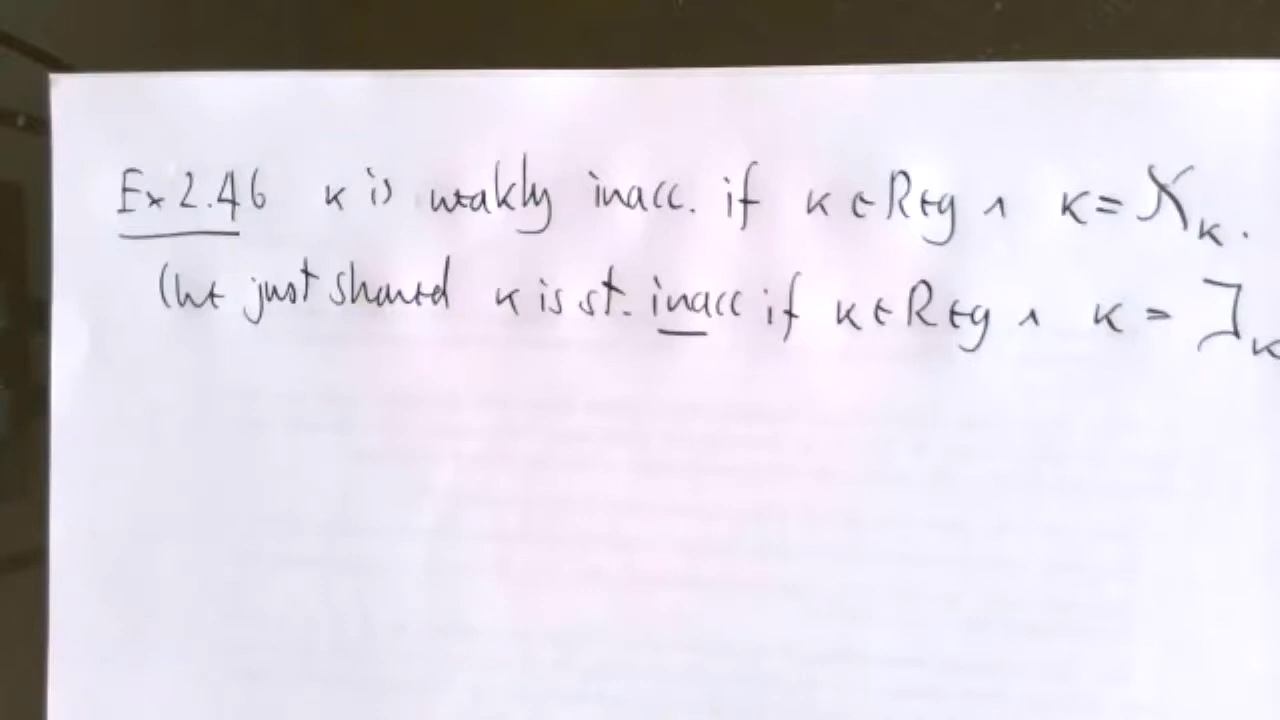 Ex 2.46 κ is weakly inacc. if κ ∈ Reg ∧ κ = ℵ_κ.
(We just showed κ is st. inacc if κ ∈ Reg ∧ κ = ℶ_κ